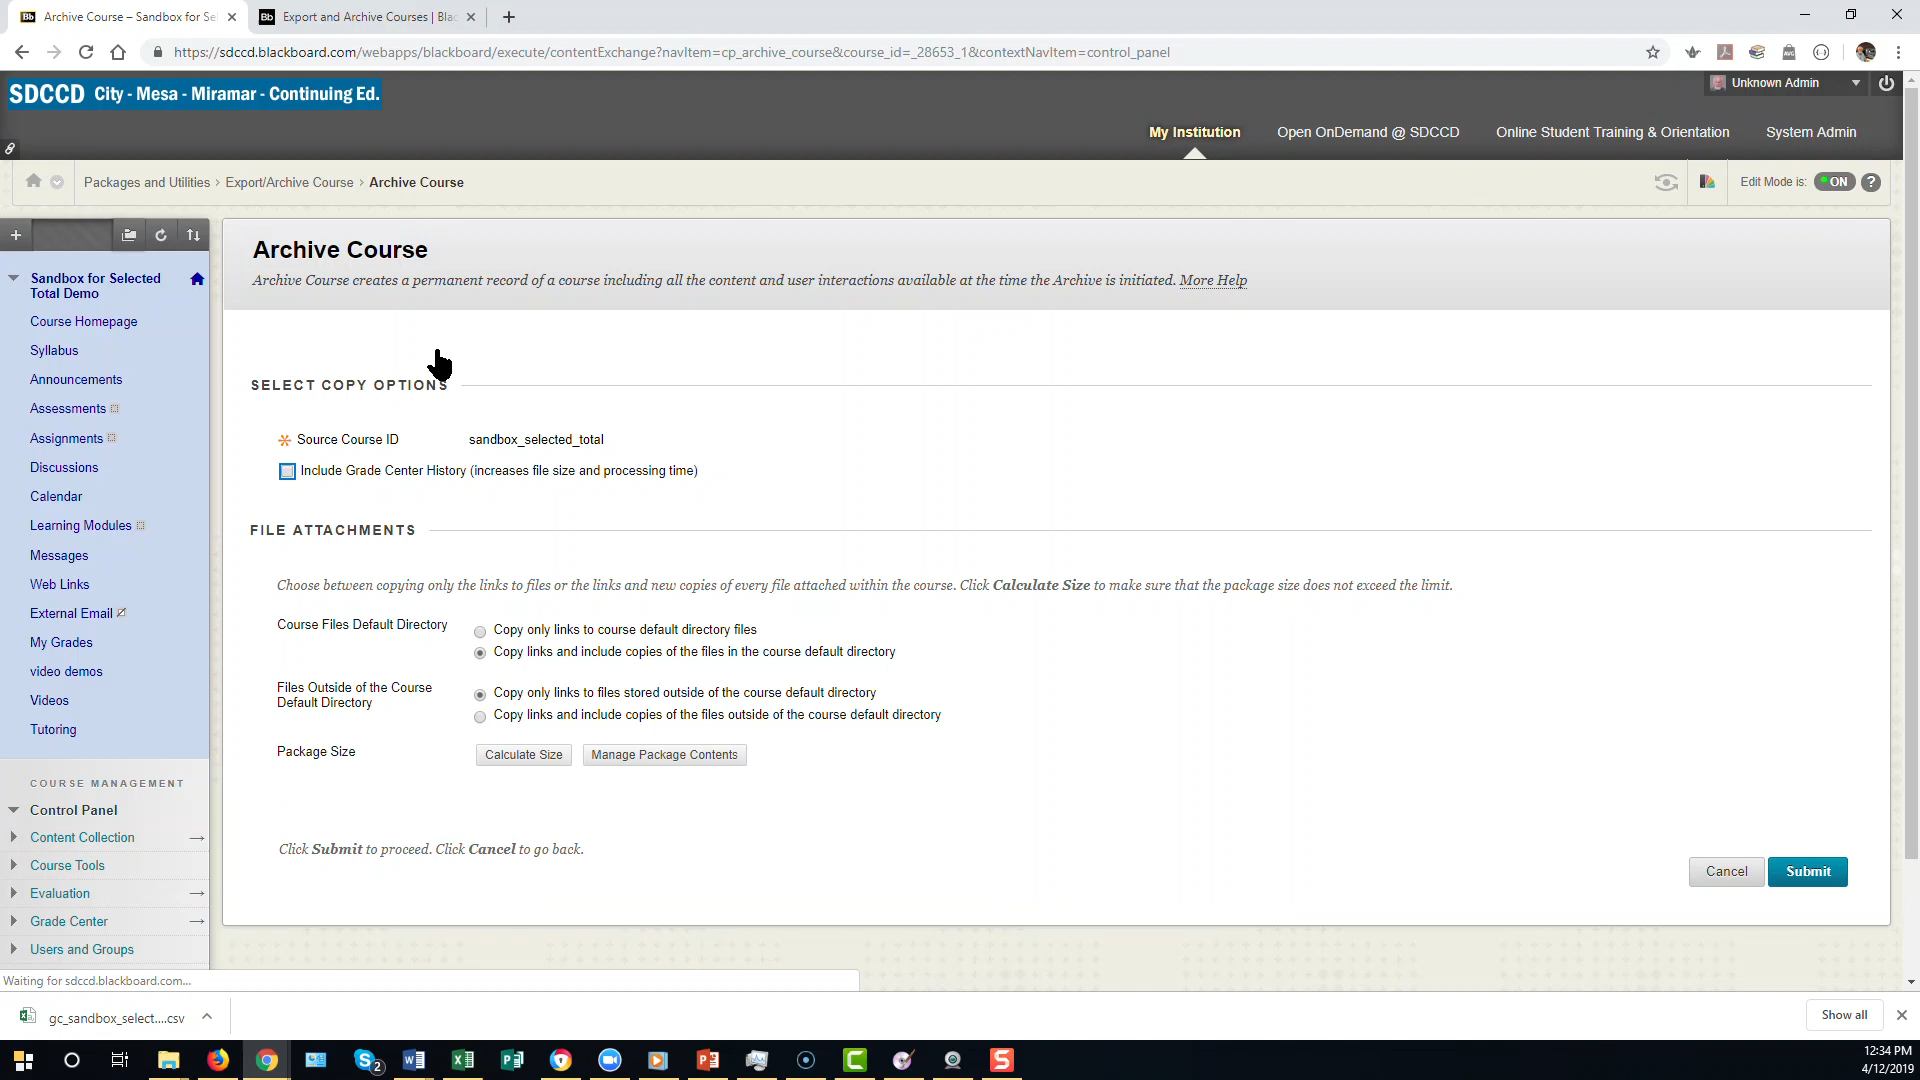 Archive Course – Sandbox for Se
Export and Archive Courses | Blac
https://sdccd.blackboard.com/webapps/blackboard/execute/contentExchange?navItem=cp_archive_course&course_id=_28653_1&contextNavItem=control_panel
SDCCD City - Mesa - Miramar - Continuing Ed.
Unknown Admin
My Institution
Open OnDemand @ SDCCD
Online Student Training & Orientation
System Admin
Packages and Utilities > Export/Archive Course > Archive Course
Edit Mode is: ON ?
Sandbox for Selected
Total Demo
Course Homepage
Syllabus
Announcements
Assessments
Assignments
Discussions
Calendar
Learning Modules
Messages
Web Links
External Email
My Grades
video demos
Videos
Tutoring
COURSE MANAGEMENT
Control Panel
Content Collection
Course Tools
Evaluation
Grade Center
Users and Groups
Archive Course
Archive Course creates a permanent record of a course including all the content and user interactions available at the time the Archive is initiated. More Help
SELECT COPY OPTIONS
Source Course ID sandbox_selected_total
Include Grade Center History (increases file size and processing time)
FILE ATTACHMENTS
Choose between copying only the links to files or the links and new copies of every file attached within the course. Click Calculate Size to make sure that the package size does not exceed the limit.
Course Files Default Directory
Copy only links to course default directory files
Copy links and include copies of the files in the course default directory
Files Outside of the Course
Default Directory
Copy only links to files stored outside of the course default directory
Copy links and include copies of the files outside of the course default directory
Package Size
Calculate Size
Manage Package Contents
Click Submit to proceed. Click Cancel to go back.
Cancel
Submit
Waiting for sdccd.blackboard.com...
gc_sandbox_select....csv
Show all
12:34 PM
4/12/2019